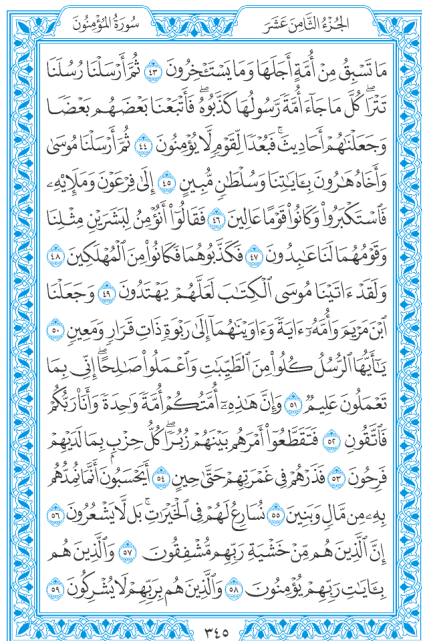 الجُزْءُ الثَّامِنَ عَشَرَ
سُورَةُ المُؤْمِنُونَ
مَا تَسْبِقُ مِنْ أُمَّةٍ أَجَلَهَا وَمَا يَسْتَـْٔخِرُونَ ٤٣ ثُمَّ أَرْسَلْنَا رُسُلَنَا
تَتْرَا كُلَّ مَا جَآءَ أُمَّةً رَّسُولُهَا كَذَّبُوهُ فَأَتْبَعْنَا بَعْضَهُم بَعْضًا
وَجَعَلْنَٰهُمْ أَحَادِيثَ فَبُعْدًا لِّقَوْمٍ لَّا يُؤْمِنُونَ ٤٤ ثُمَّ أَرْسَلْنَا مُوسَىٰ
وَأَخَاهُ هَٰرُونَ بِـَٔايَٰتِنَا وَسُلْطَٰنٍ مُّبِينٍ ٤٥ إِلَىٰ فِرْعَوْنَ وَمَلَإِي۟هِۦ
فَٱسْتَكْبَرُوا۟ وَكَانُوا۟ قَوْمًا عَالِينَ ٤٦ فَقَالُوٓا۟ أَنُؤْمِنُ لِبَشَرَيْنِ مِثْلِنَا
وَقَوْمُهُمَا لَنَا عَٰبِدُونَ ٤٧ فَكَذَّبُوهُمَا فَكَانُوا۟ مِنَ ٱلْمُهْلَكِينَ ٤٨
وَلَقَدْ ءَاتَيْنَا مُوسَى ٱلْكِتَٰبَ لَعَلَّهُمْ يَهْتَدُونَ ٤٩ وَجَعَلْنَا
ٱبْنَ مَرْيَمَ وَأُمَّهُۥٓ ءَايَةً وَءَاوَيْنَٰهُمَآ إِلَىٰ رَبْوَةٍ ذَاتِ قَرَارٍ وَمَعِينٍ ٥٠
يَٰٓأَيُّهَا ٱلرُّسُلُ كُلُوا۟ مِنَ ٱلطَّيِّبَٰتِ وَٱعْمَلُوا۟ صَٰلِحًا إِنِّي بِمَا
تَعْمَلُونَ عَلِيمٌ ٥١ وَإِنَّ هَٰذِهِۦٓ أُمَّتُكُمْ أُمَّةً وَٰحِدَةً وَأَنَا۠ رَبُّكُمْ
فَٱتَّقُونِ ٥٢ فَتَقَطَّعُوٓا۟ أَمْرَهُم بَيْنَهُمْ زُبُرًا كُلُّ حِزْبٍۭ بِمَا لَدَيْهِمْ
فَرِحُونَ ٥٣ فَذَرْهُمْ فِي غَمْرَتِهِمْ حَتَّىٰ حِينٍ ٥٤ أَيَحْسَبُونَ أَنَّمَا نُمِدُّهُم
بِهِۦ مِن مَّالٍ وَبَنِينَ ٥٥ نُسَارِعُ لَهُمْ فِي ٱلْخَيْرَٰتِ بَل لَّا يَشْعُرُونَ ٥٦
إِنَّ ٱلَّذِينَ هُم مِّنْ خَشْيَةِ رَبِّهِم مُّشْفِقُونَ ٥٧ وَٱلَّذِينَ هُم
بِـَٔايَٰتِ رَبِّهِمْ يُؤْمِنُونَ ٥٨ وَٱلَّذِينَ هُم بِرَبِّهِمْ لَا يُشْرِكُونَ ٥٩
٣٤٥